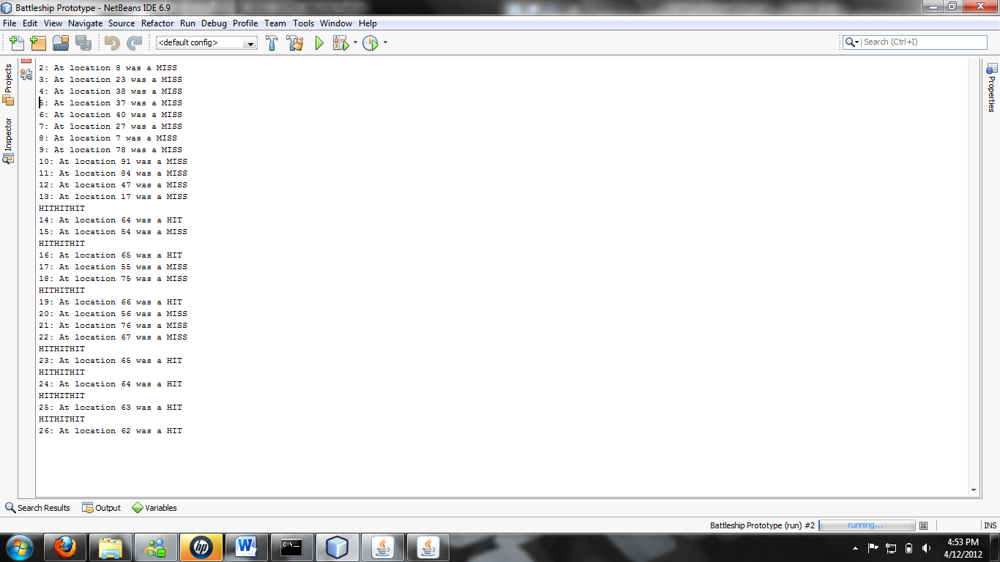 Battleship Prototype - NetBeans IDE 6.9
File Edit View Navigate Source Refactor Run Debug Profile Team Tools Window Help
<default config>
Search (Ctrl+I)
Projects
Inspector
Properties
2: At location 8 was a MISS
3: At location 23 was a MISS
4: At location 38 was a MISS
5: At location 37 was a MISS
6: At location 40 was a MISS
7: At location 27 was a MISS
8: At location 7 was a MISS
9: At location 78 was a MISS
10: At location 91 was a MISS
11: At location 84 was a MISS
12: At location 47 was a MISS
13: At location 17 was a MISS
HITHITHIT
14: At location 64 was a HIT
15: At location 54 was a MISS
HITHITHIT
16: At location 65 was a HIT
17: At location 55 was a MISS
18: At location 75 was a MISS
HITHITHIT
19: At location 66 was a HIT
20: At location 56 was a MISS
21: At location 76 was a MISS
22: At location 67 was a MISS
HITHITHIT
23: At location 65 was a HIT
HITHITHIT
24: At location 64 was a HIT
HITHITHIT
25: At location 63 was a HIT
HITHITHIT
26: At location 62 was a HIT
Search Results Output Variables
Battleship Prototype (run) #2 running... INS
hp
W
C:\
4:53 PM
4/12/2012